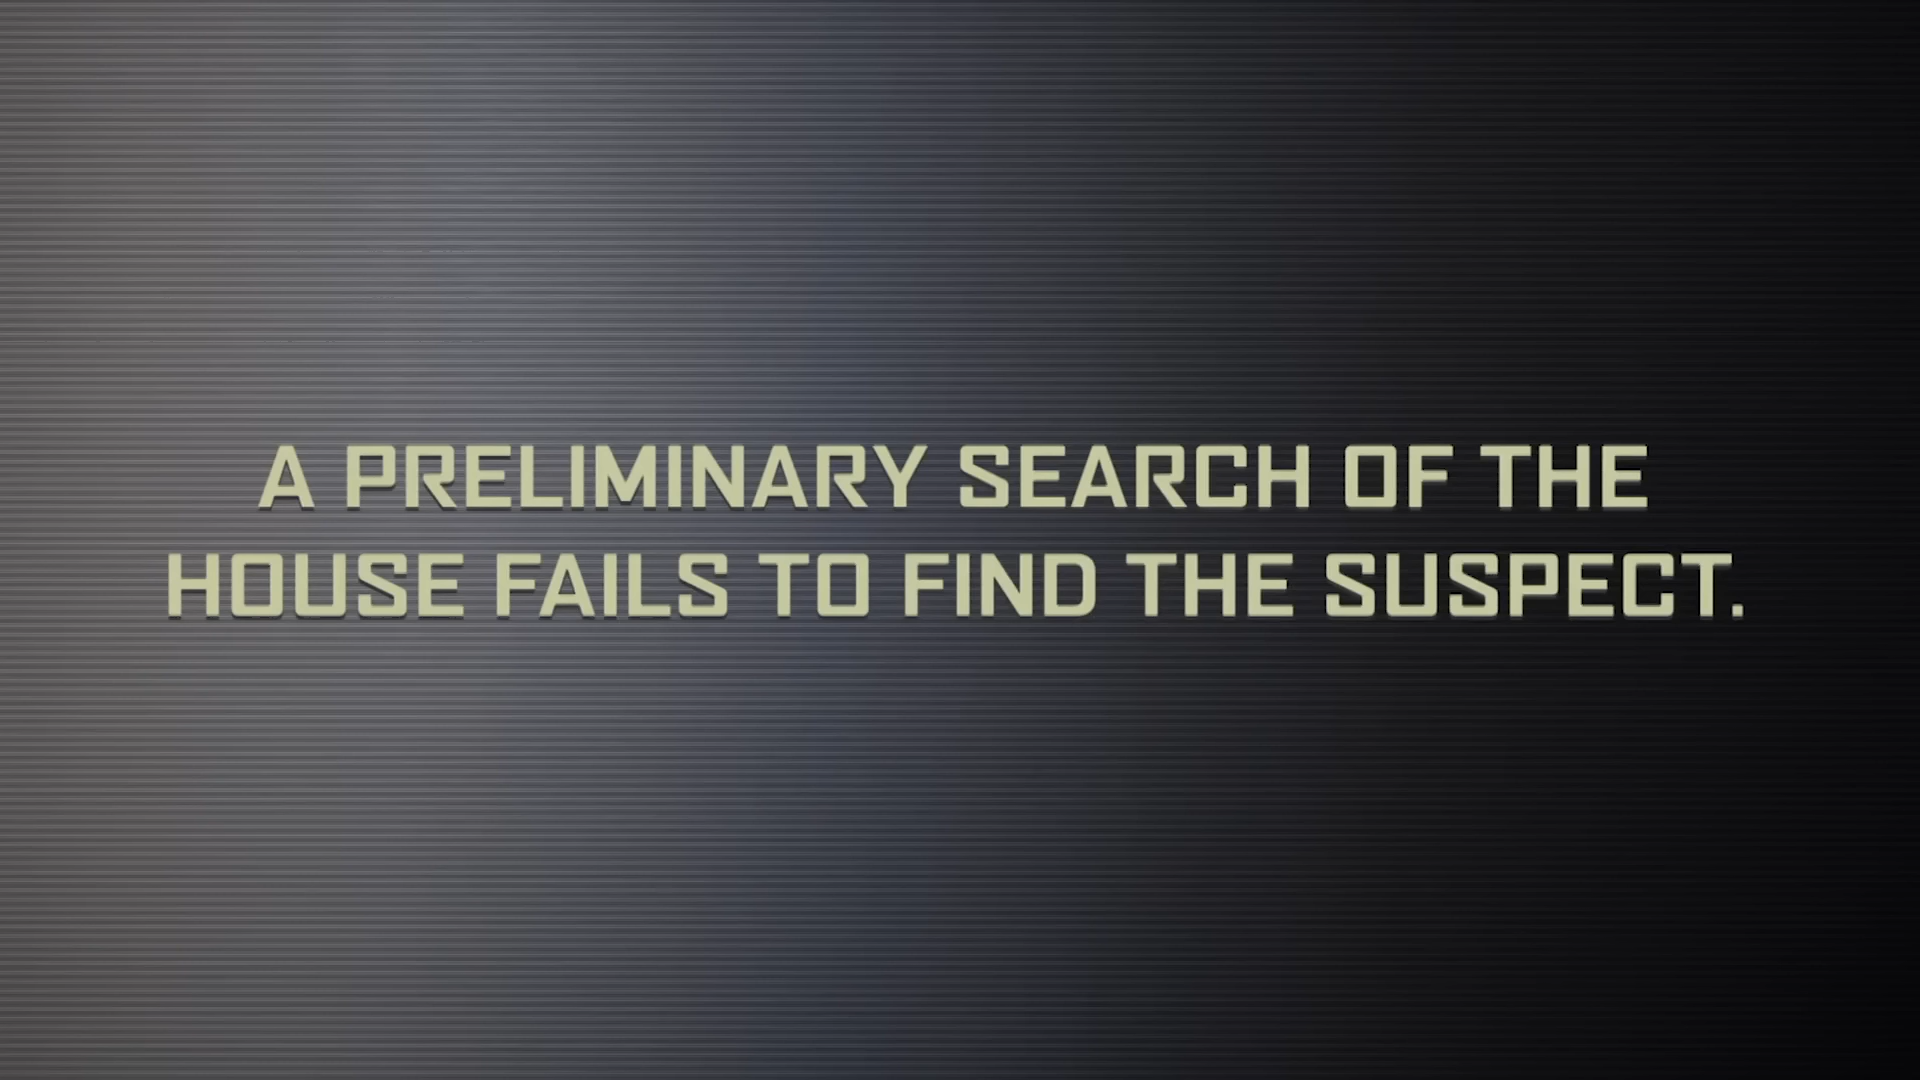 A PRELIMINARY SEARCH OF THE
HOUSE FAILS TO FIND THE SUSPECT.